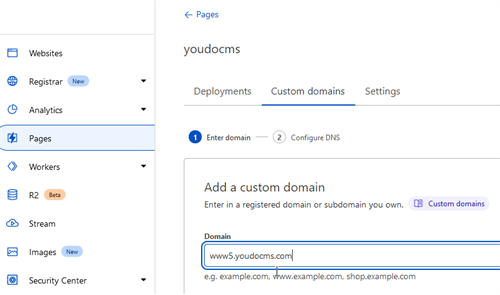 ← Pages
youdocms
Websites
Registrar New
Analytics
Pages
Workers
R2 Beta
Stream
Images New
Security Center
Deployments Custom domains Settings
1 Enter domain 2 Configure DNS
Add a custom domain
Enter in a registered domain or subdomain you own. Custom domains
Domain
www5.youdocms.com
e.g. example.com, www.example.com, shop.example.com